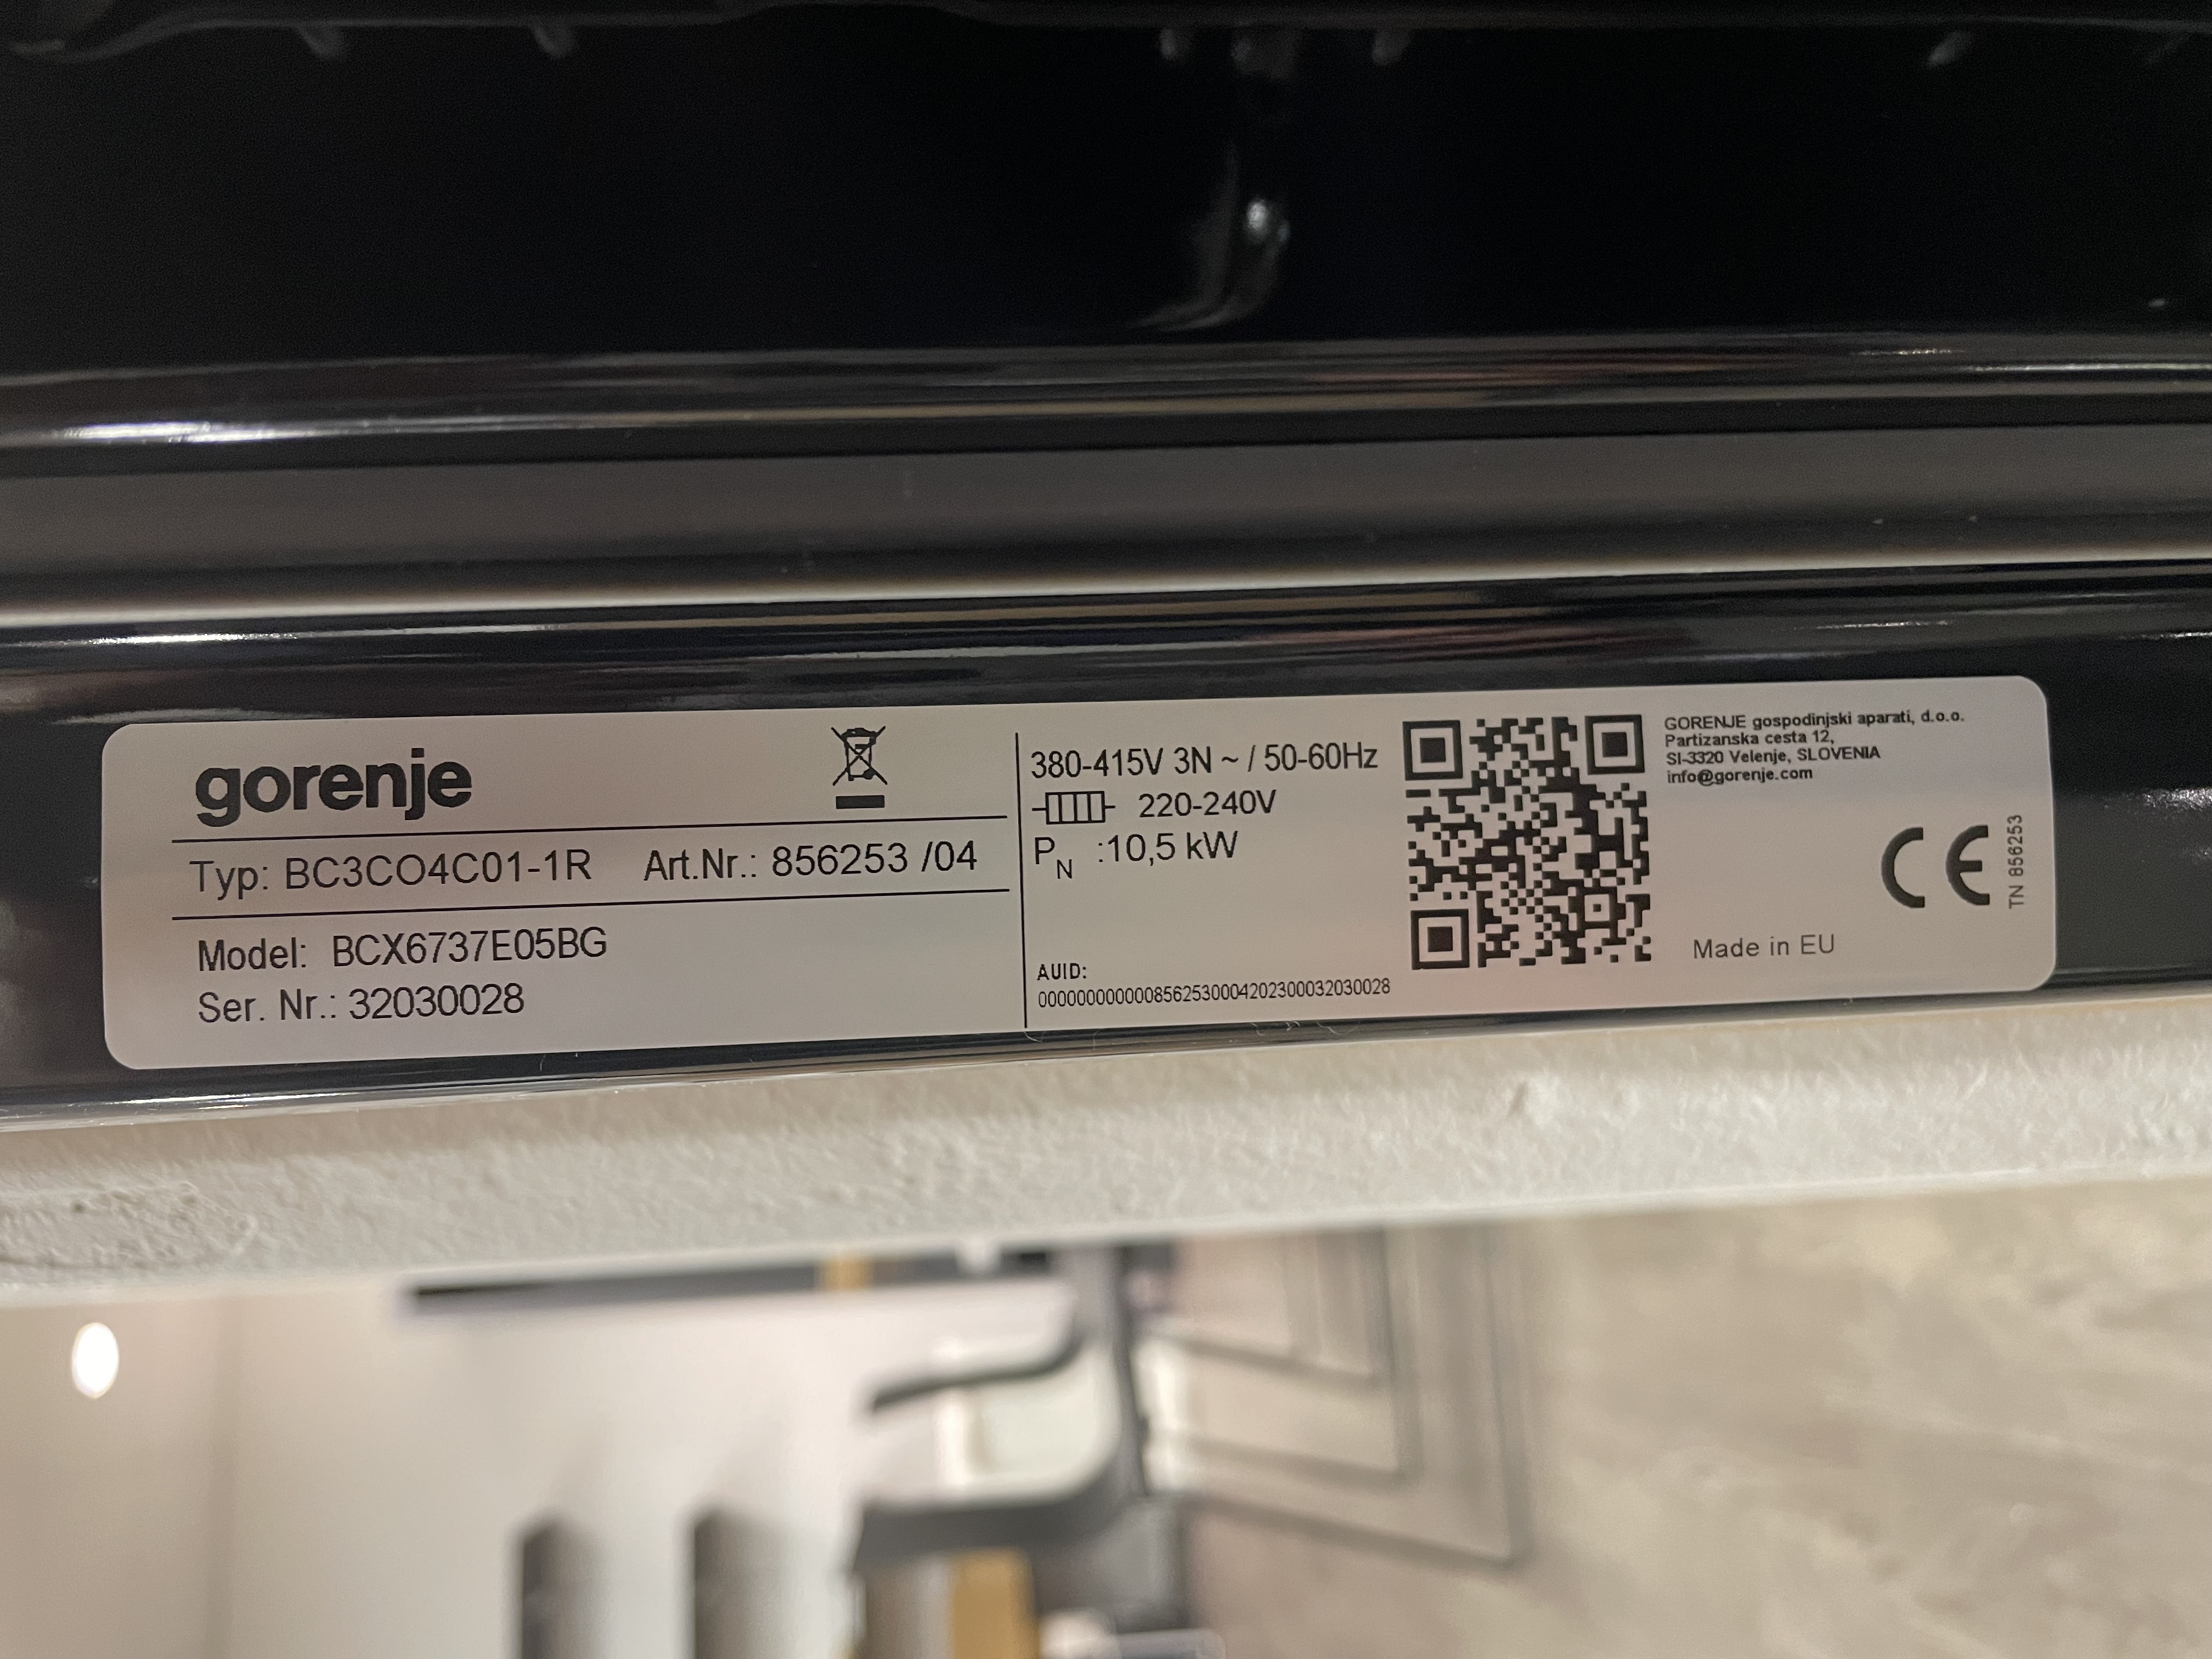 gorenje
Typ: BC3CO4C01-1R Art.Nr.: 856253 /04
Model: BCX6737E05BG
Ser. Nr.: 32030028
380-415V 3N ~ / 50-60Hz
220-240V
PN :10,5 kW
AUID:
0000000000008562530004202300032030028
GORENJE gospodinjski aparati, d.o.o.
Partizanska cesta 12,
SI-3320 Velenje, SLOVENIA
info@gorenje.com
CE
TN 856253
Made in EU